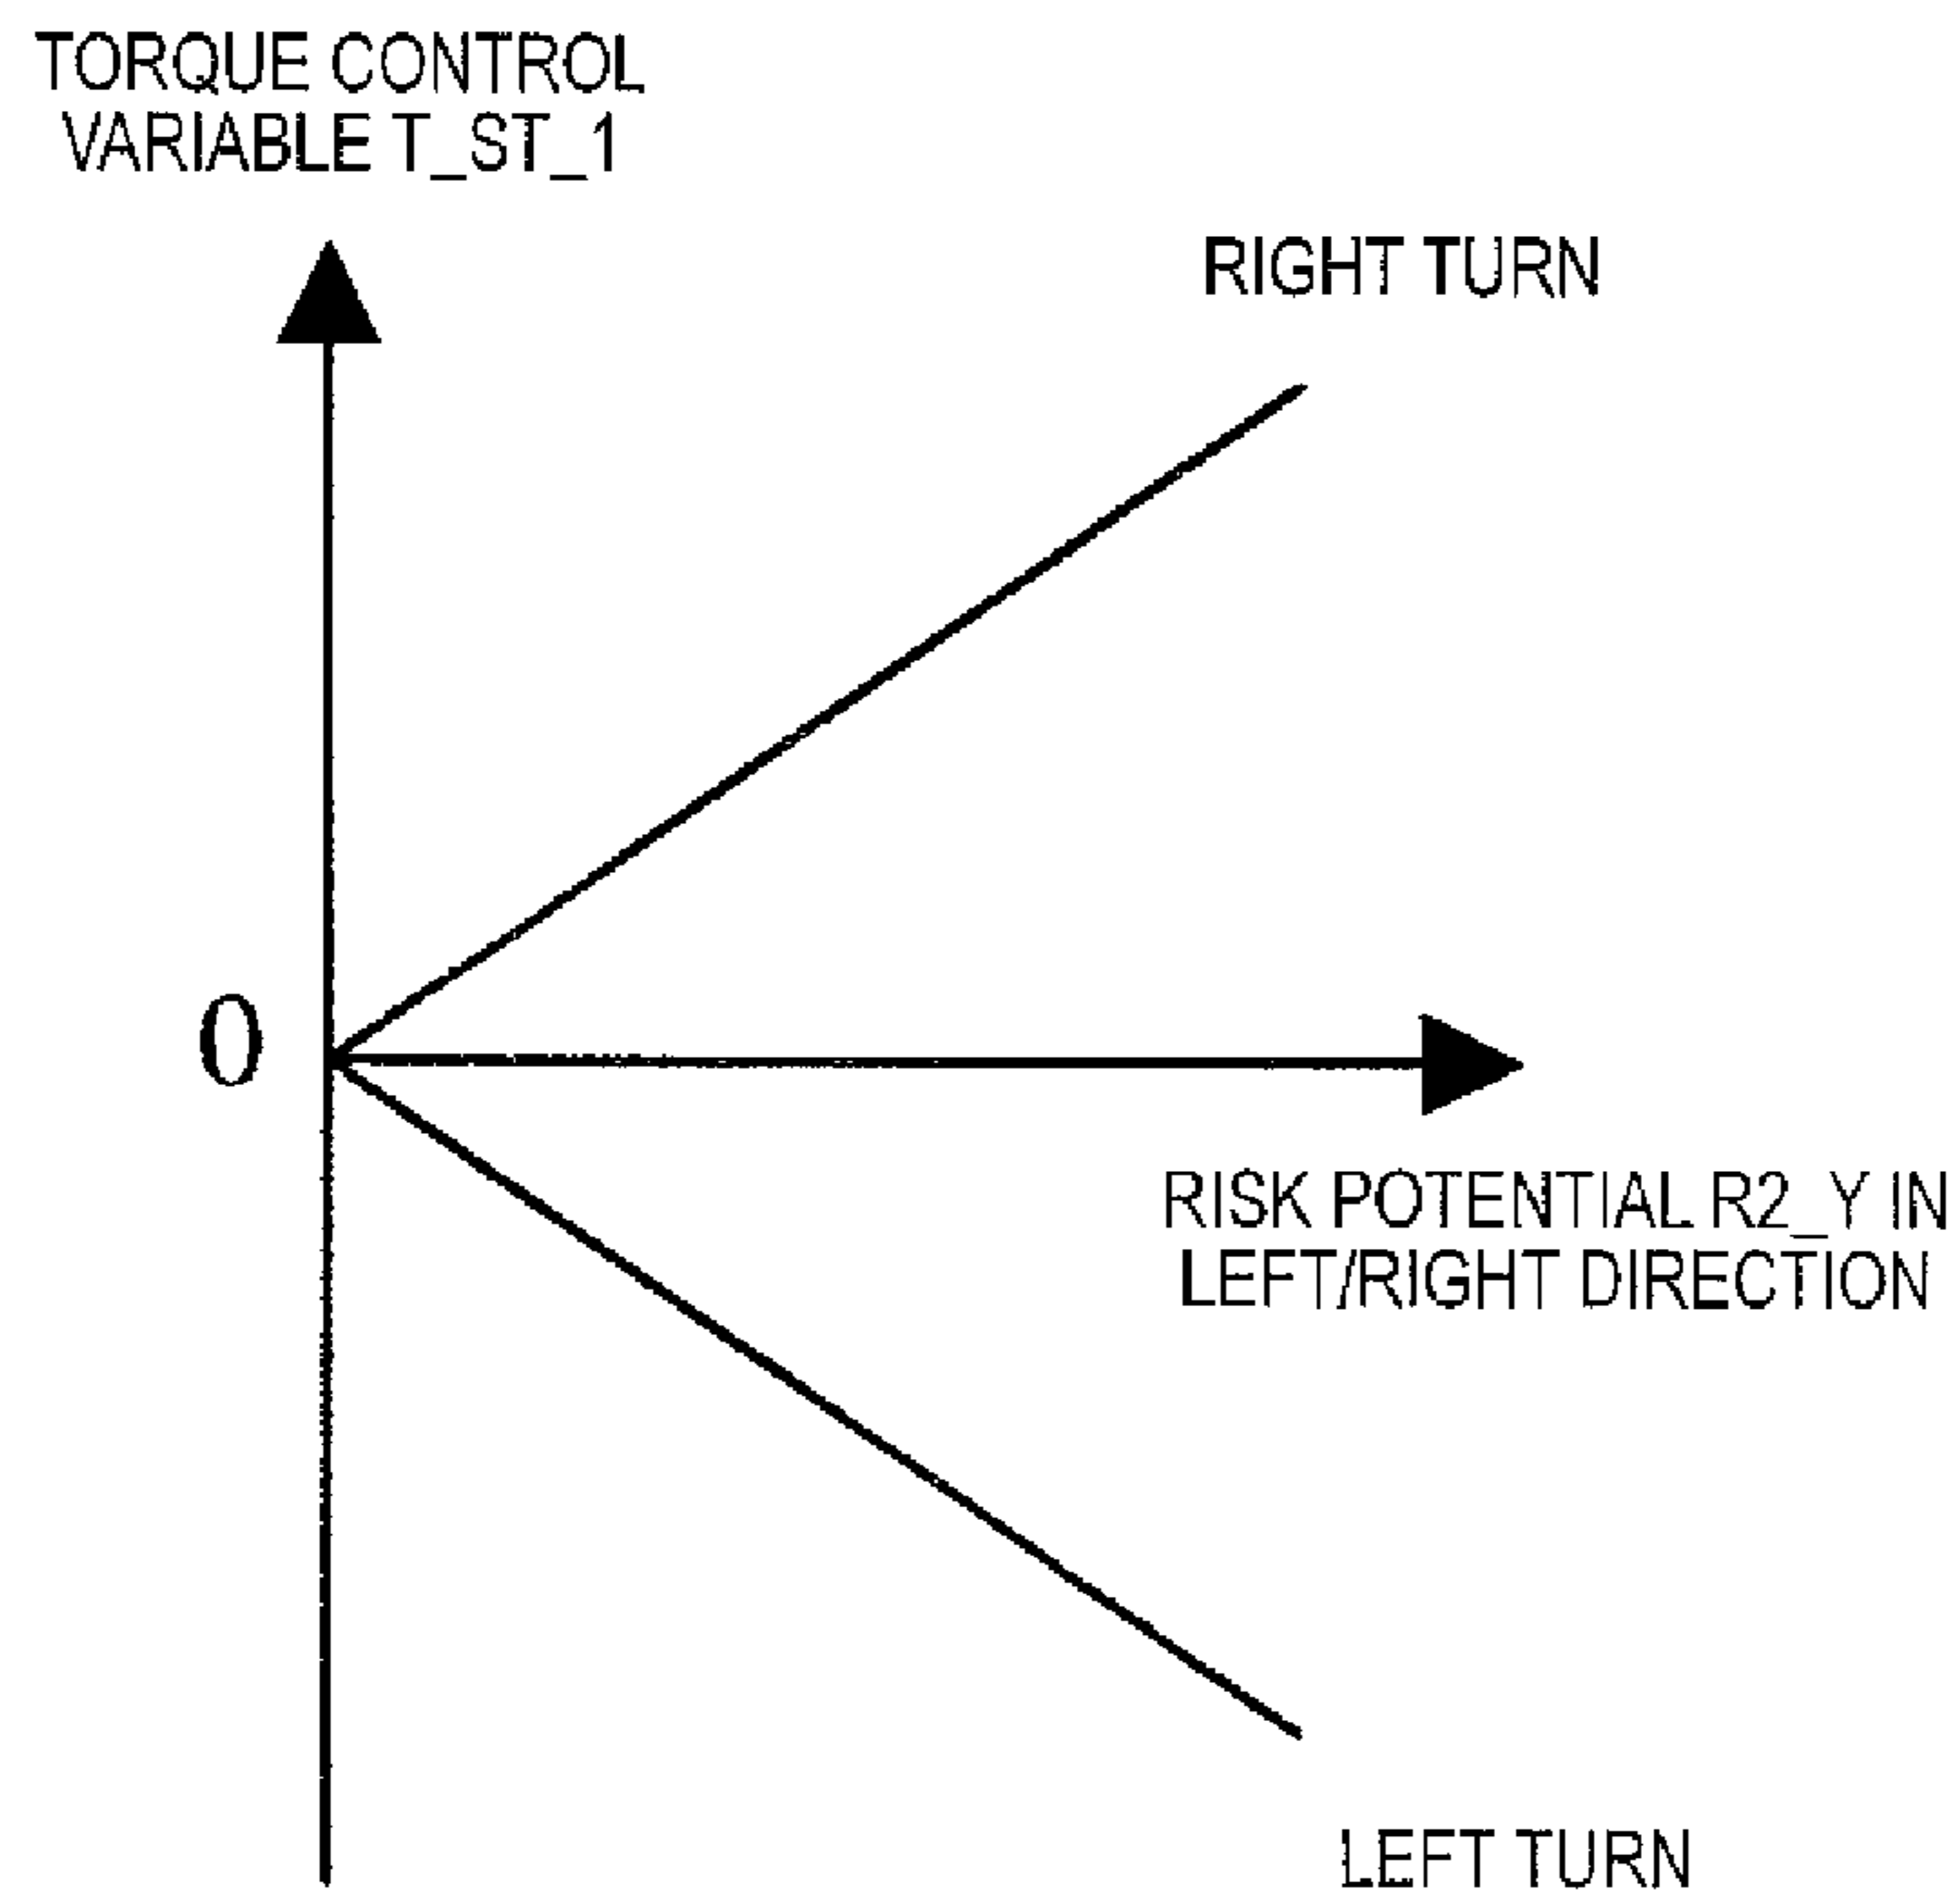 TORQUE CONTROL
VARIABLE T_ST_1
RIGHT TURN
0
RISK POTENTIAL R2_Y IN
LEFT/RIGHT DIRECTION
LEFT TURN